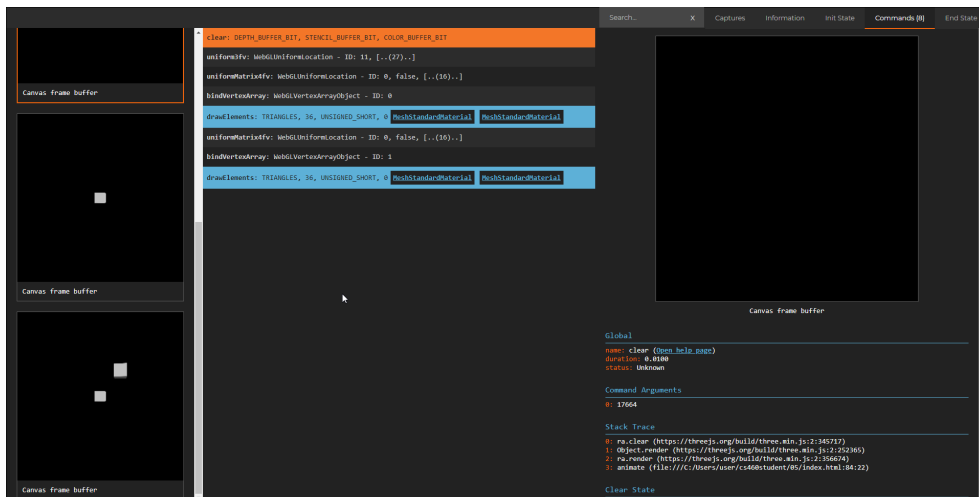 Search..
X
Captures
Information
Init State
Commands (8)
End State
Canvas frame buffer
Canvas frame buffer
Canvas frame buffer
clear: DEPTH_BUFFER_BIT, STENCIL_BUFFER_BIT, COLOR_BUFFER_BIT
uniform3fv: WebGLUniformLocation - ID: 11, [..(27)..]
uniformMatrix4fv: WebGLUniformLocation - ID: 0, false, [..(16)..]
bindVertexArray: WebGLVertexArrayObject - ID: 0
drawElements: TRIANGLES, 36, UNSIGNED_SHORT, 0 MeshStandardMaterial MeshStandardMaterial
uniformMatrix4fv: WebGLUniformLocation - ID: 0, false, [..(16)..]
bindVertexArray: WebGLVertexArrayObject - ID: 1
drawElements: TRIANGLES, 36, UNSIGNED_SHORT, 0 MeshStandardMaterial MeshStandardMaterial
Canvas frame buffer
Global
name: clear (Open help page)
duration: 0.0100
status: Unknown
Command Arguments
0: 17664
Stack Trace
0: ra.clear (https://threejs.org/build/three.min.js:2:345717)
1: Object.render (https://threejs.org/build/three.min.js:2:252365)
2: ra.render (https://threejs.org/build/three.min.js:2:356674)
3: animate (file:///C:/Users/user/cs460student/05/index.html:84:22)
Clear State